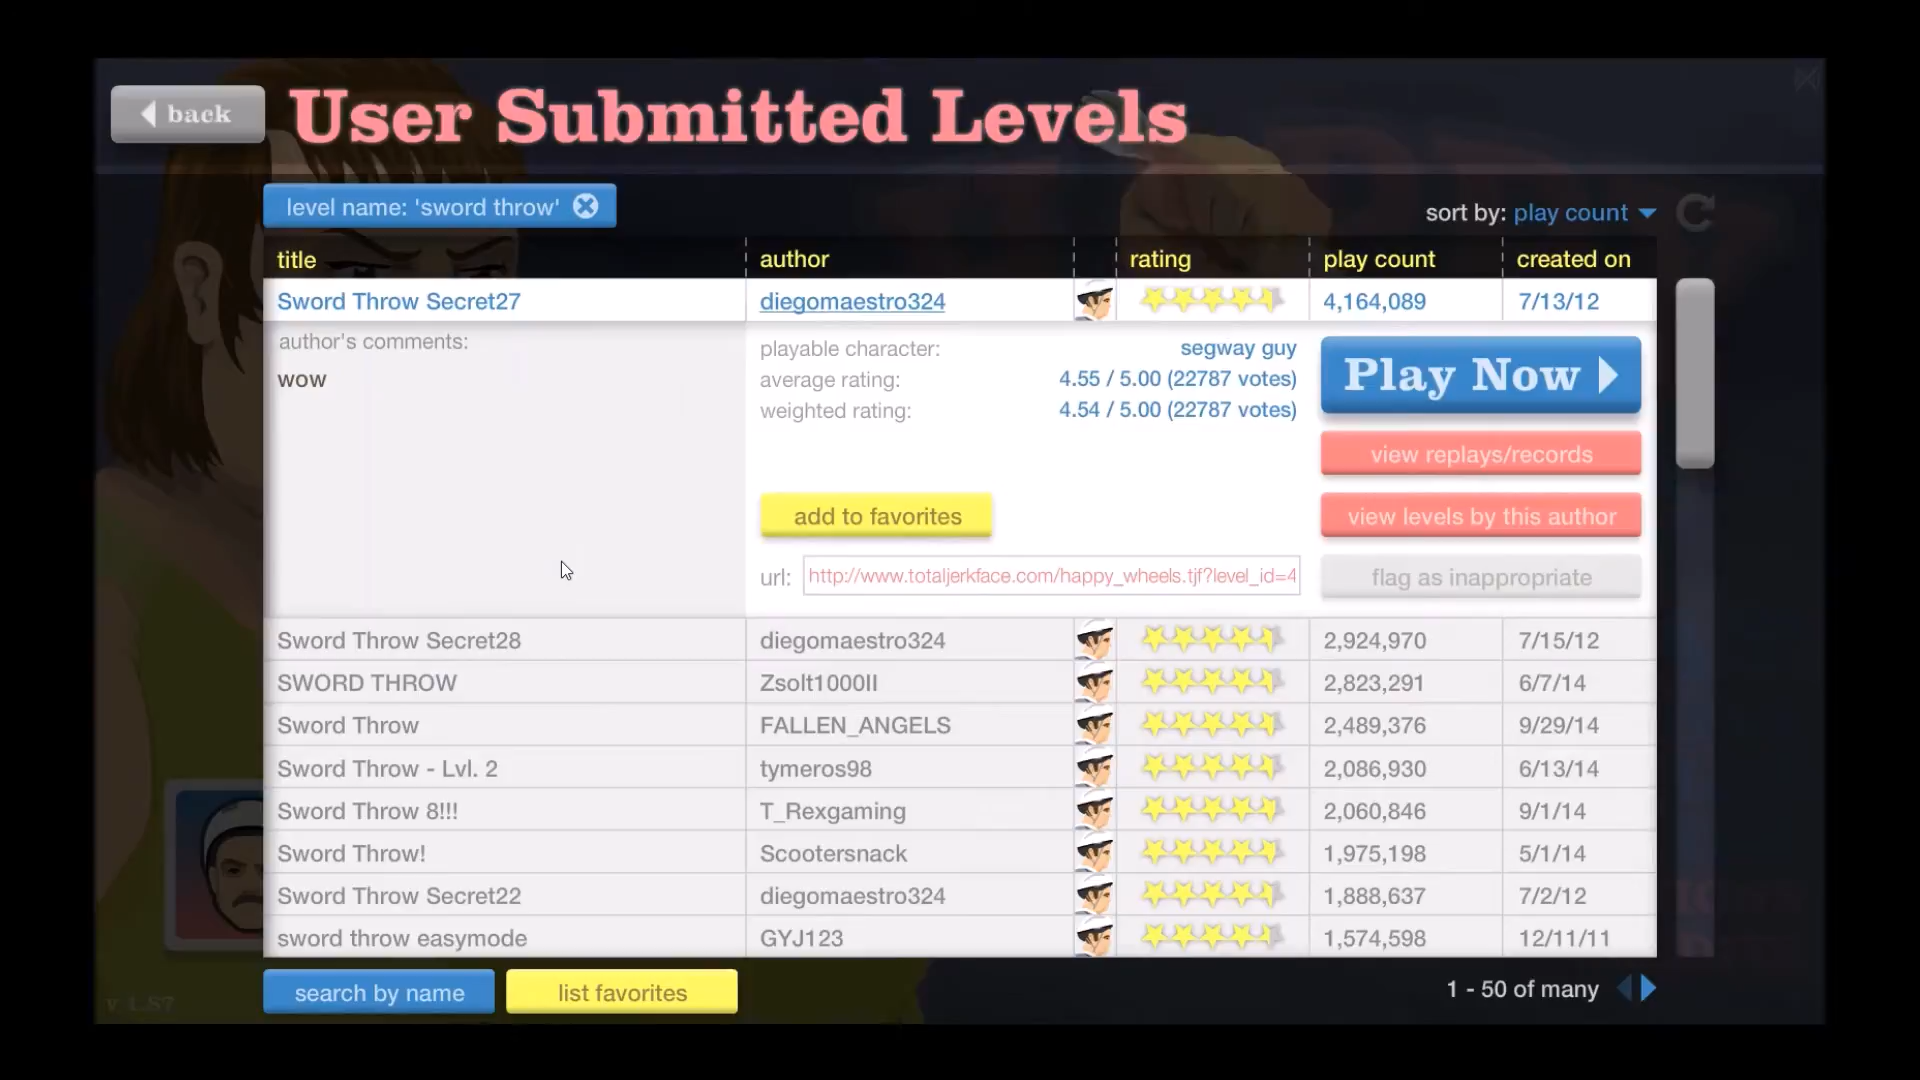 back
User Submitted Levels
level name: 'sword throw'
sort by: play count
title author rating play count created on
Sword Throw Secret27 diegomaestro324 4,164,089 7/13/12
author's comments:
wow
playable character: segway guy
average rating: 4.55 / 5.00 (22787 votes)
weighted rating: 4.54 / 5.00 (22787 votes)
Play Now
view replays/records
add to favorites
view levels by this author
url: http://www.totaljerkface.com/happy_wheels.tjf?level_id=4
flag as inappropriate
Sword Throw Secret28 diegomaestro324 2,924,970 7/15/12
SWORD THROW Zsolt1000II 2,823,291 6/7/14
Sword Throw FALLEN_ANGELS 2,489,376 9/29/14
Sword Throw - Lvl. 2 tymeros98 2,086,930 6/13/14
Sword Throw 8!!! T_Rexgaming 2,060,846 9/1/14
Sword Throw! Scootersnack 1,975,198 5/1/14
Sword Throw Secret22 diegomaestro324 1,888,637 7/2/12
sword throw easymode GYJ123 1,574,598 12/11/11
search by name
list favorites
1 - 50 of many
v 1.87